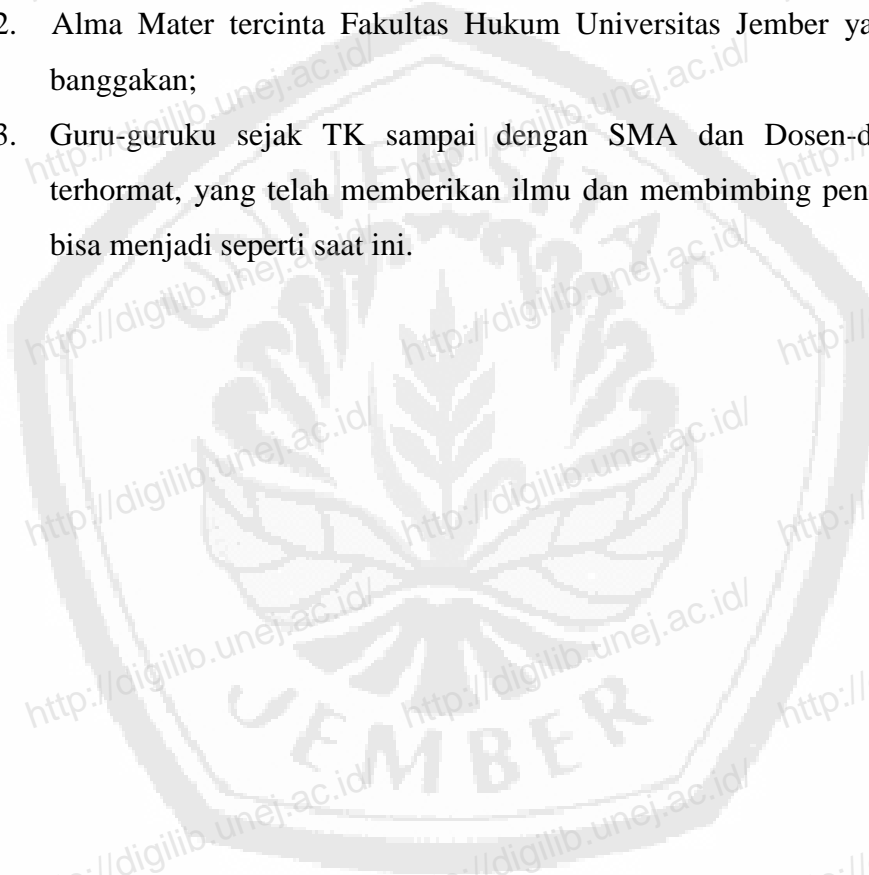 2. Alma Mater tercinta Fakultas Hukum Universitas Jember
banggakan;
3. Guru-guruku sejak TK sampai dengan SMA dan
terhormat, yang telah memberikan ilmu dan membimbing
bisa menjadi seperti saat ini.
UNIVERSITAS
JEMBER
http://digilib.unej.ac.id/
http://digilib.unej.ac.id/
http://digilib.unej.ac.id/
http://digilib.unej.ac.id/
http://digilib.unej.ac.id/
http://digilib.unej.ac.id/
http://digilib.unej.ac.id/
http://digilib.unej.ac.id/